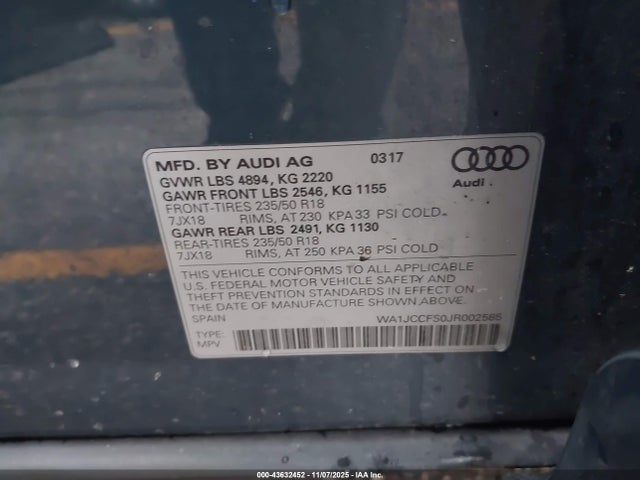 MFD. BY AUDI AG 0317
GVWR LBS 4894, KG 2220
GAWR FRONT LBS 2546, KG 1155
FRONT-TIRES 235/50 R18
7JX18 RIMS, AT 230 KPA 33 PSI COLD
GAWR REAR LBS 2491, KG 1130
REAR-TIRES 235/50 R18
7JX18 RIMS, AT 250 KPA 36 PSI COLD
Audi
THIS VEHICLE CONFORMS TO ALL APPLICABLE
U.S. FEDERAL MOTOR VEHICLE SAFETY AND
THEFT PREVENTION STANDARDS IN EFFECT ON
THE DATE OF MANUFACTURE SHOWN ABOVE.
SPAIN WA1JCCFS0JR002585
TYPE:
MPV
000-43632452 - 11/07/2025 - IAA Inc.